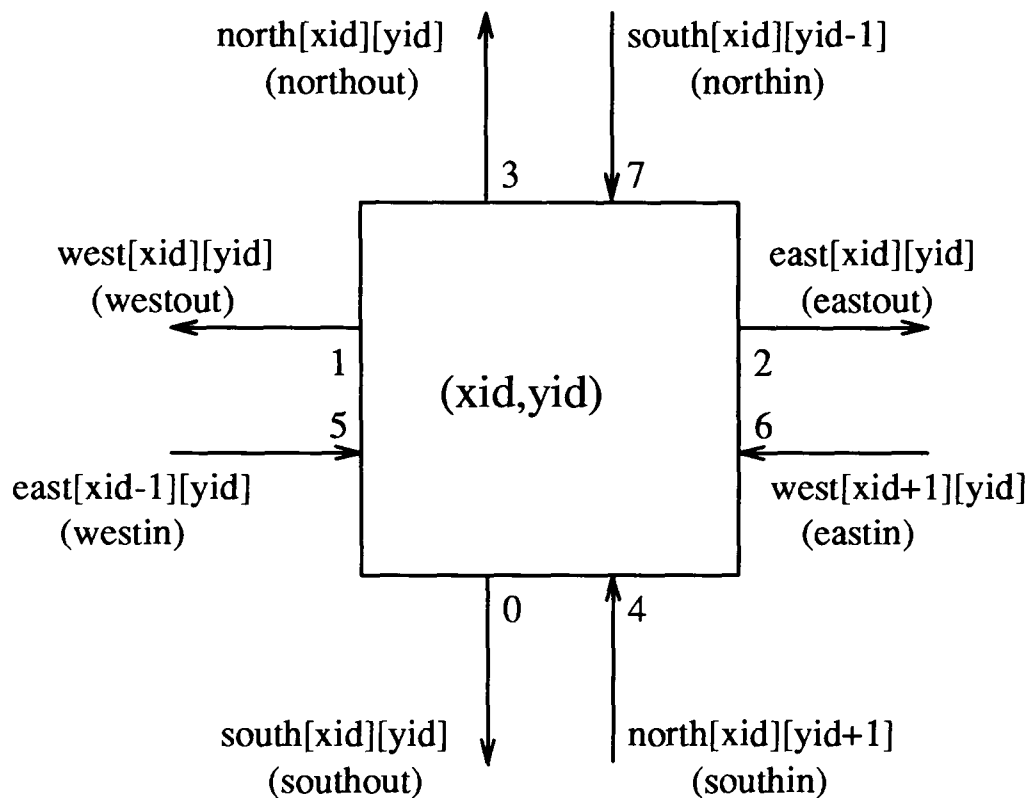 north[xid][yid]
(northout)
south[xid][yid-1]
(northin)
3
7
west[xid][yid]
(westout)
east[xid][yid]
(eastout)
1
2
(xid,yid)
5
6
east[xid-1][yid]
(westin)
west[xid+1][yid]
(eastin)
0
4
south[xid][yid]
(southout)
north[xid][yid+1]
(southin)